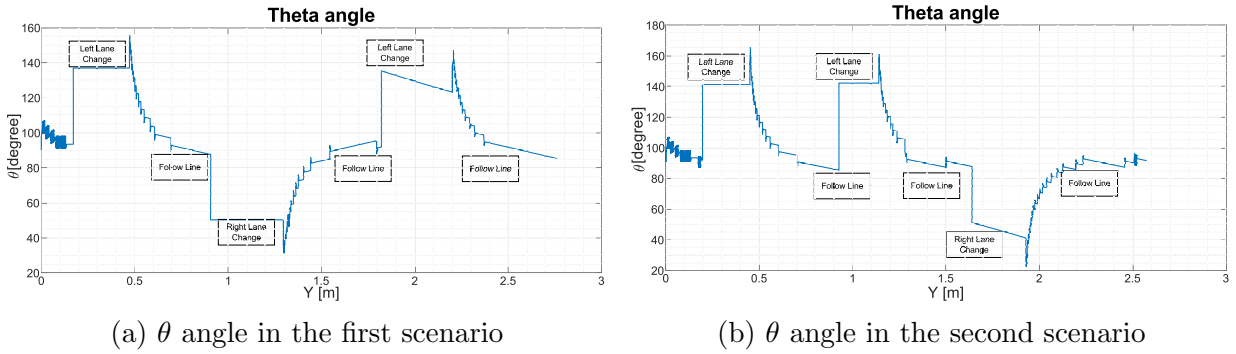 Theta angle
160
140
120
100
80
60
40
20
θ[degree]
Left Lane
Change
Follow Line
Right Lane
Change
Follow Line
Left Lane
Change
Follow Line
0
0.5
1
1.5
2
2.5
3
Y [m]
(a) θ angle in the first scenario
Theta angle
180
160
140
120
100
80
60
40
20
θ[degree]
Left Lane
Change
Left Lane
Change
Follow Line
Follow Line
Right Lane
Change
Follow Line
0
0.5
1
1.5
2
2.5
3
Y [m]
(b) θ angle in the second scenario